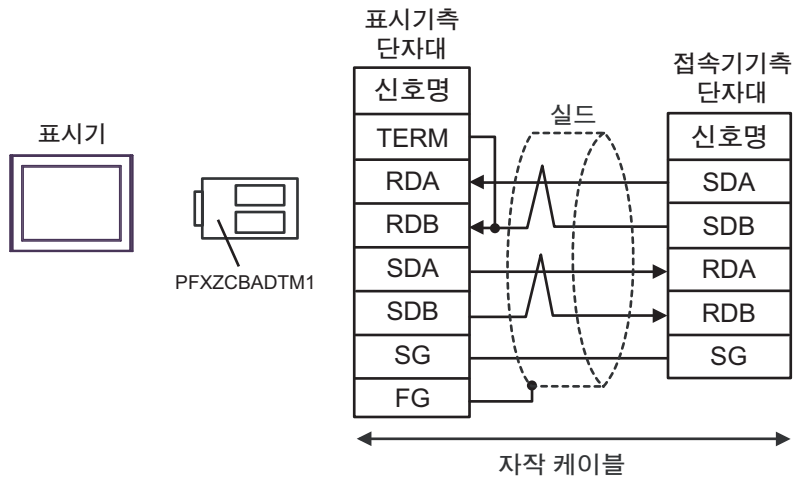 표시기
PFXZCBADTM1
표시기측
단자대
신호명
TERM
RDA
RDB
SDA
SDB
SG
FG
실드
접속기기측
단자대
신호명
SDA
SDB
RDA
RDB
SG
자작 케이블